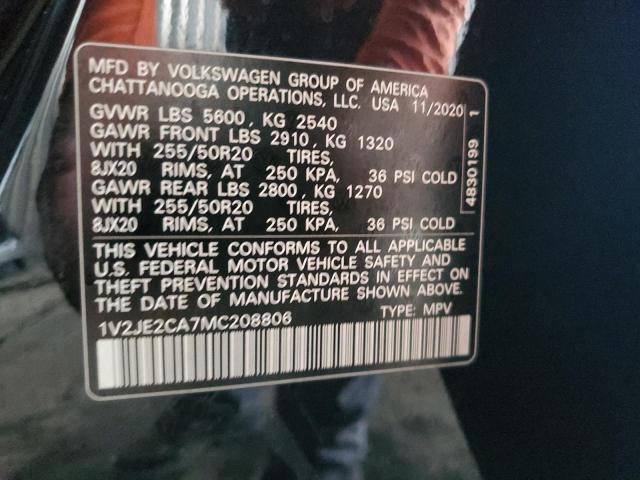 MFD BY VOLKSWAGEN GROUP OF AMERICA
CHATTANOOGA OPERATIONS, LLC. USA 11/2020
GVWR LBS 5600, KG 2540
GAWR FRONT LBS 2910, KG 1320
WITH 255/50R20 TIRES,
8JX20 RIMS, AT 250 KPA, 36 PSI COLD
GAWR REAR LBS 2800, KG 1270
WITH 255/50R20 TIRES,
8JX20 RIMS, AT 250 KPA, 36 PSI COLD
4830199 1
THIS VEHICLE CONFORMS TO ALL APPLICABLE
U.S. FEDERAL MOTOR VEHICLE SAFETY AND
THEFT PREVENTION STANDARDS IN EFFECT ON
THE DATE OF MANUFACTURE SHOWN ABOVE.
1V2JE2CA7MC208806 TYPE: MPV